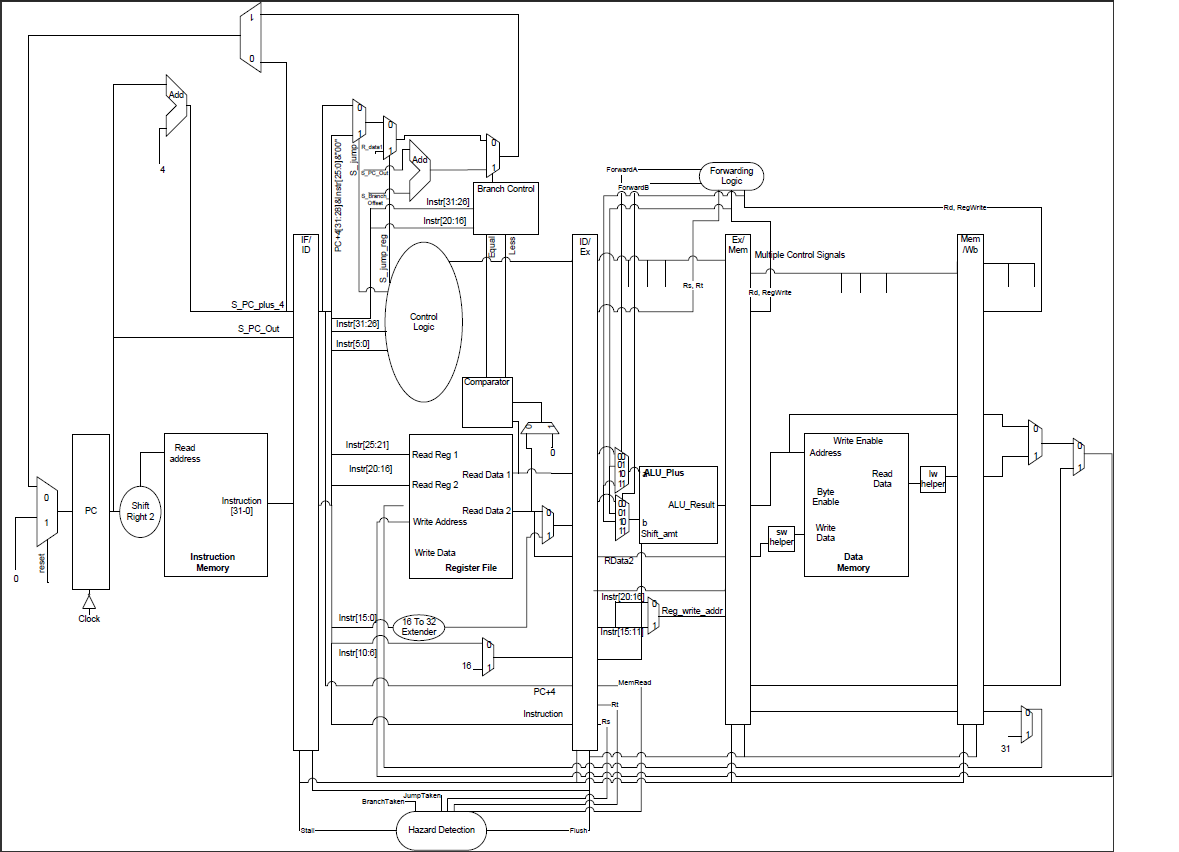 1
0
Add
4
0
1
0
1
R_data1
S_PC_Out
S_Branch_
Offset
Add
0
1
S_jump
PC+4[31:28]&Instr[25:0]&"00"
S_jump_reg
Branch Control
Instr[31:26]
Instr[20:16]
Equal
Less
ForwardA
ForwardB
Forwarding
Logic
Rd, RegWrite
IF/
ID
ID/
Ex
Ex/
Mem
Mem
/Wb
Multiple Control Signals
Rs, Rt
Rd, RegWrite
S_PC_plus_4
S_PC_Out
Control
Logic
Instr[31:26]
Instr[5:0]
Comparator
0
1
0
Read
address
Instruction
[31-0]
Instruction
Memory
Instr[25:21]
Instr[20:16]
Read Reg 1
Read Data 1
Read Reg 2
Read Data 2
Write Address
Write Data
Register File
0
1
00
01
10
11
00
01
10
11
a
ALU_Plus
ALU_Result
b
Shift_amt
RData2
Write Enable
Address
Read
Data
Byte
Enable
Write
Data
Data
Memory
lw
helper
sw
helper
0
1
0
1
0
1
0
reset
PC
Clock
Shift
Right 2
Instr[15:0]
16 To 32
Extender
Instr[10:6]
16
0
1
Instr[20:16]
Instr[15:11]
0
1
Reg_write_addr
MemRead
PC+4
Rt
Instruction
Rs
0
1
31
JumpTaken
BranchTaken
Stall
Hazard Detection
Flush